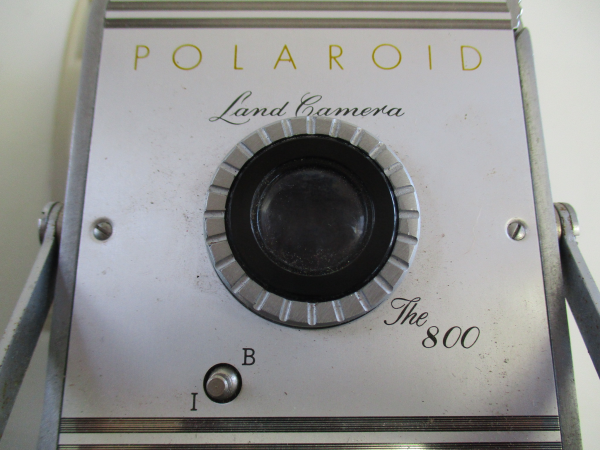 POLAROID
Land Camera
The
800
B
I